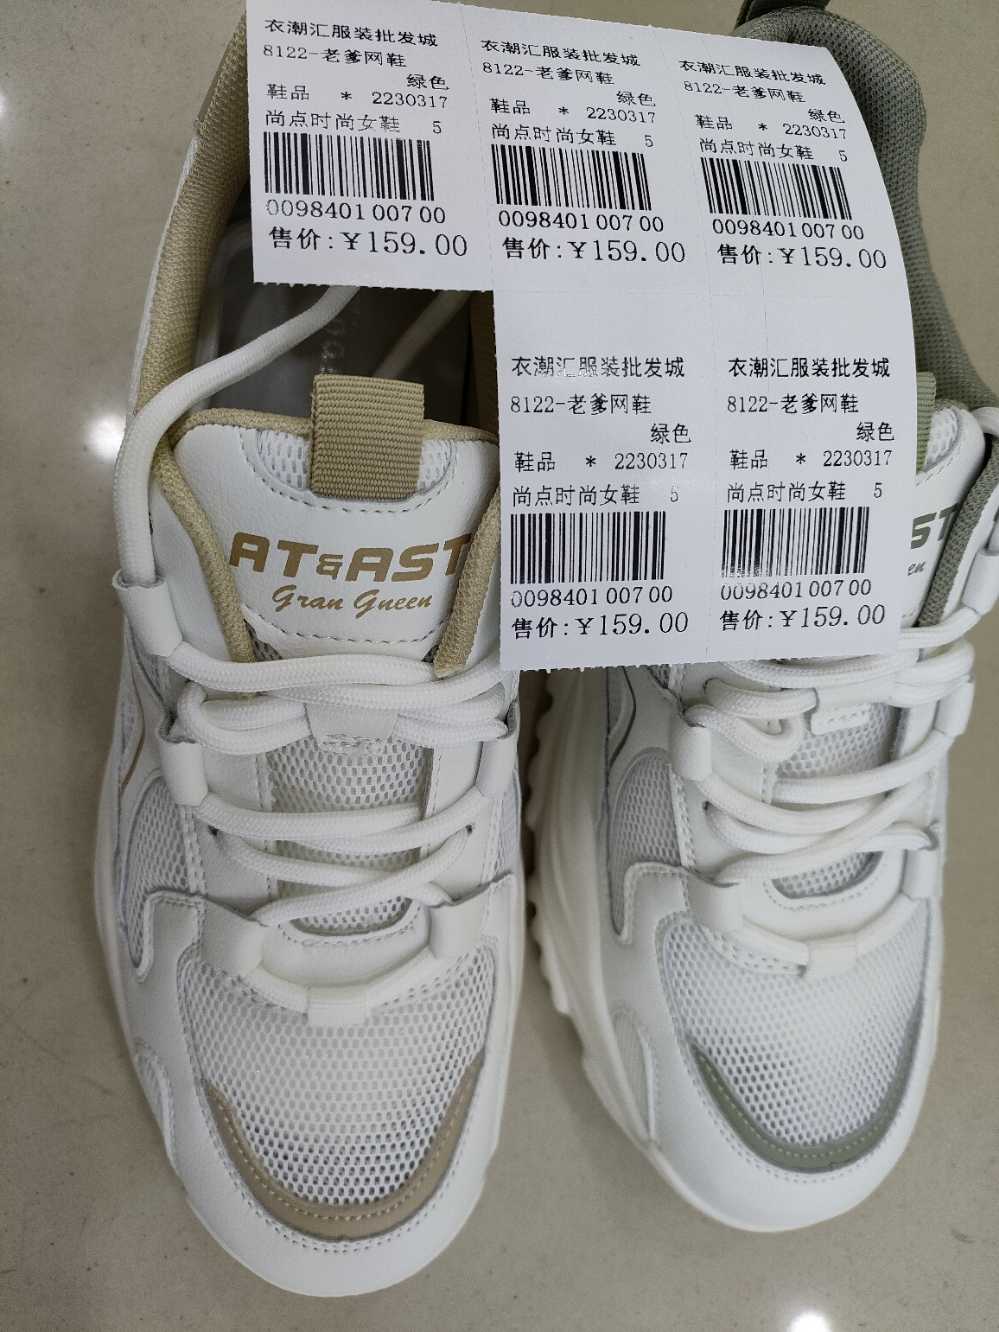 衣潮汇服装批发城
8122-老爹网鞋
绿色
鞋品 * 2230317
尚点时尚女鞋 5
0098401 007 00
售价:¥159.00
衣潮汇服装批发城
8122-老爹网鞋
绿色
鞋品 * 2230317
尚点时尚女鞋 5
0098401 007 00
售价:¥159.00
衣潮汇服装批发城
8122-老爹网鞋
绿色
鞋品 * 2230317
尚点时尚女鞋 5
0098401 007 00
售价:¥159.00
衣潮汇服装批发城
8122-老爹网鞋
绿色
鞋品 * 2230317
尚点时尚女鞋 5
0098401 007 00
售价:¥159.00
衣潮汇服装批发城
8122-老爹网鞋
绿色
鞋品 * 2230317
尚点时尚女鞋 5
0098401 007 00
售价:¥159.00
AT&AST
Gran Gueen
ST
en